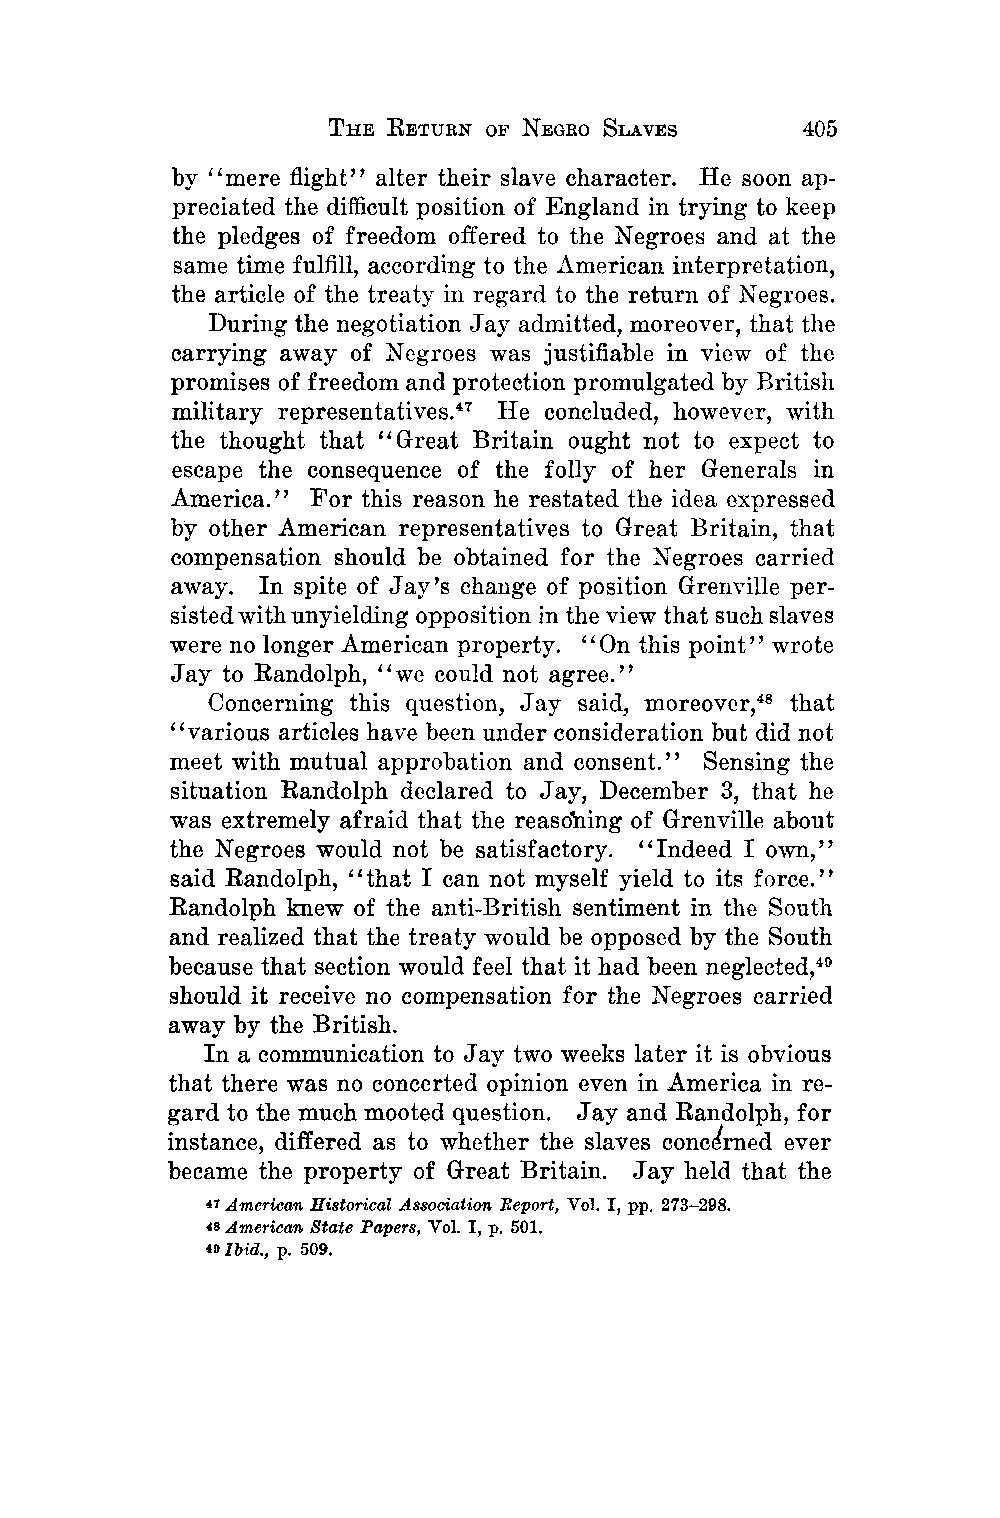 THE RETURN OF NEGRO SLAVES 405
by "mere flight" alter their slave character. He soon ap-
preciated the difficult position of England in trying to keep
the pledges of freedom offered to the Negroes and at the
same time fulfill, according to the American interpretation,
the article of the treaty in regard to the return of Negroes.
During the negotiation Jay admitted, moreover, that the
carrying away of Negroes was justifiable in view of the
promises of freedom and protection promulgated by British
military representatives.⁴⁷ He concluded, however, with
the thought that "Great Britain ought not to expect to
escape the consequence of the folly of her Generals in
America." For this reason he restated the idea expressed
by other American representatives to Great Britain, that
compensation should be obtained for the Negroes carried
away. In spite of Jay's change of position Grenville per-
sisted with unyielding opposition in the view that such slaves
were no longer American property. "On this point" wrote
Jay to Randolph, "we could not agree."
Concerning this question, Jay said, moreover,⁴⁸ that
"various articles have been under consideration but did not
meet with mutual approbation and consent." Sensing the
situation Randolph declared to Jay, December 3, that he
was extremely afraid that the reasoning of Grenville about
the Negroes would not be satisfactory. "Indeed I own,"
said Randolph, "that I can not myself yield to its force."
Randolph knew of the anti-British sentiment in the South
and realized that the treaty would be opposed by the South
because that section would feel that it had been neglected,⁴⁹
should it receive no compensation for the Negroes carried
away by the British.
In a communication to Jay two weeks later it is obvious
that there was no concerted opinion even in America in re-
gard to the much mooted question. Jay and Randolph, for
instance, differed as to whether the slaves concerned ever
became the property of Great Britain. Jay held that the
⁴⁷ American Historical Association Report, Vol. I, pp. 273–298.
⁴⁸ American State Papers, Vol. I, p. 501.
⁴⁹ Ibid., p. 509.